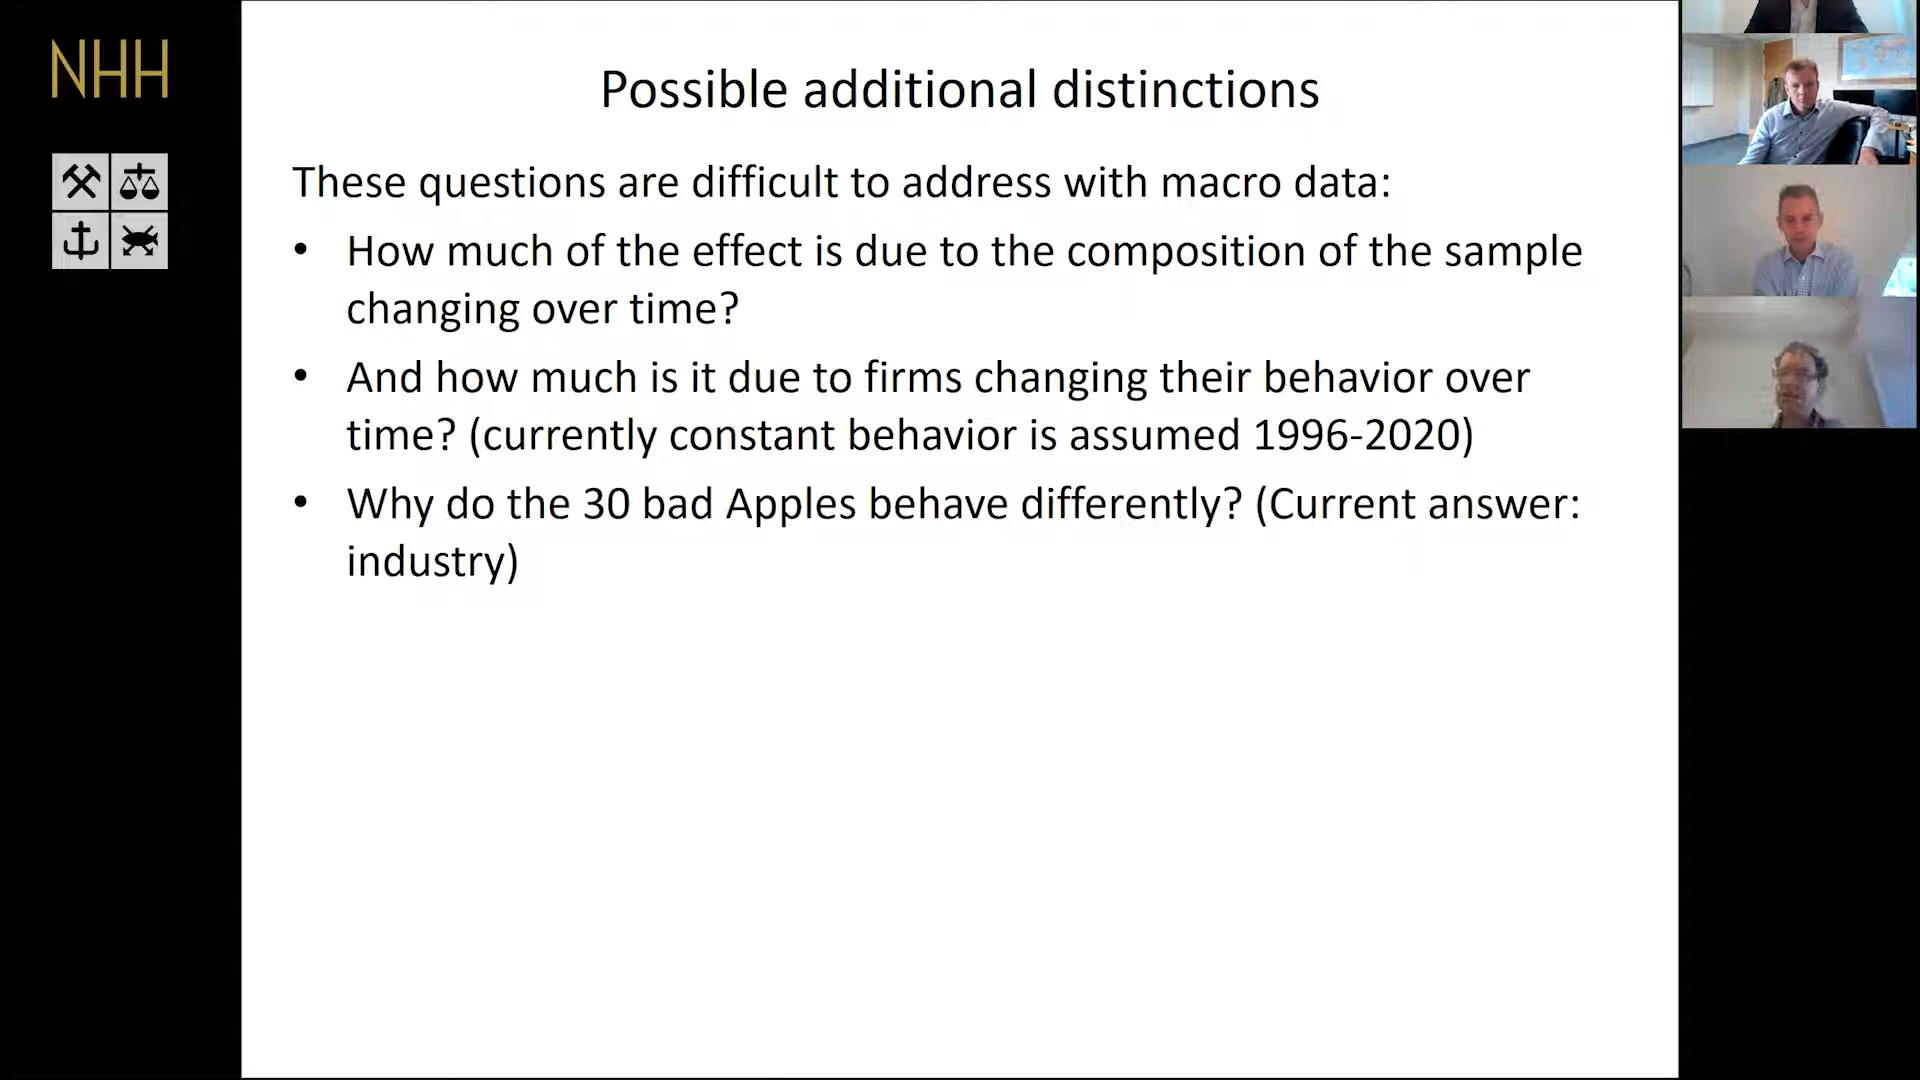 NHH
Possible additional distinctions
These questions are difficult to address with macro data:
• How much of the effect is due to the composition of the sample
changing over time?
• And how much is it due to firms changing their behavior over
time? (currently constant behavior is assumed 1996-2020)
• Why do the 30 bad Apples behave differently? (Current answer:
industry)